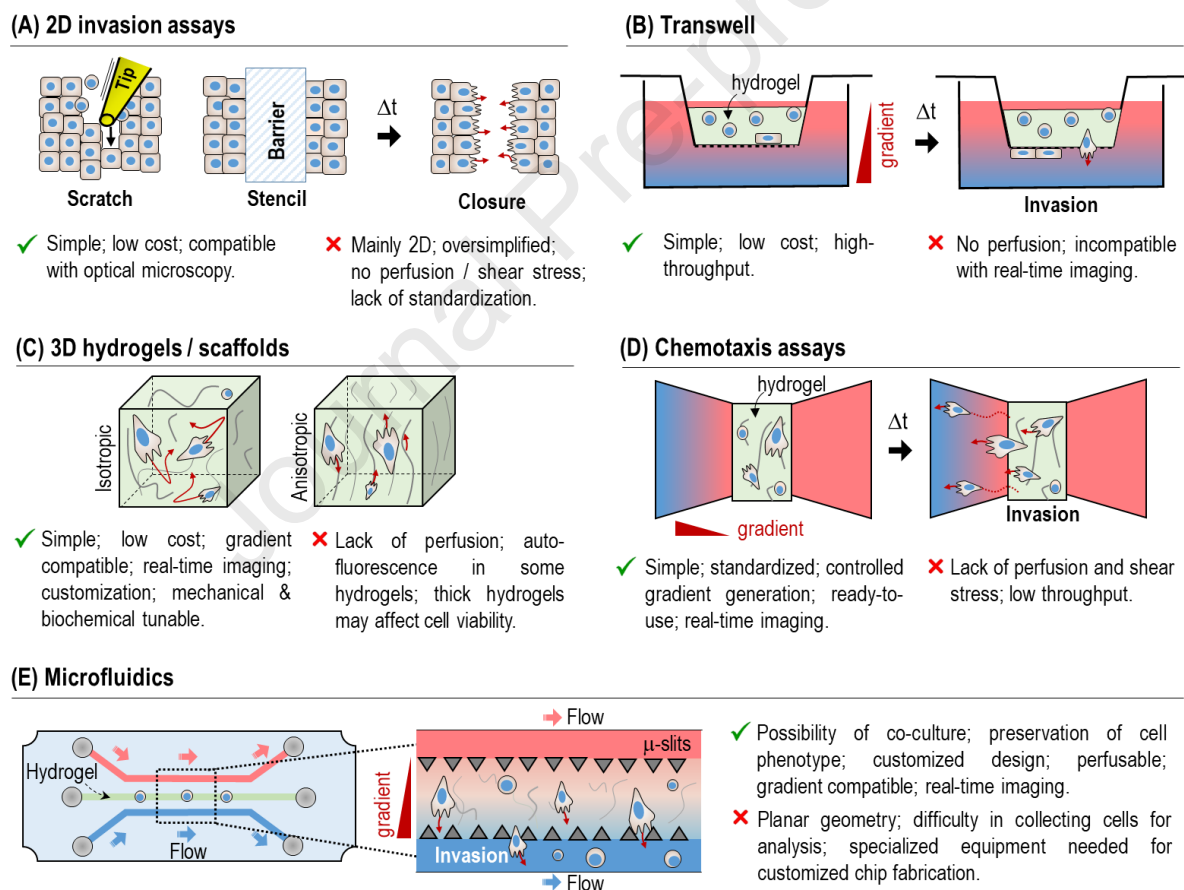 (A) 2D invasion assays
Tip
Barrier
Δt
Scratch
Stencil
Closure
Simple; low cost; compatible
with optical microscopy.
Mainly 2D; oversimplified;
no perfusion / shear stress;
lack of standardization.
(B) Transwell
hydrogel
gradient
Δt
Invasion
Simple; low cost; high-
throughput.
No perfusion; incompatible
with real-time imaging.
(C) 3D hydrogels / scaffolds
Isotropic
Anisotropic
Simple; low cost; gradient
compatible; real-time imaging;
customization; mechanical &
biochemical tunable.
Lack of perfusion; auto-
fluorescence in some
hydrogels; thick hydrogels
may affect cell viability.
(D) Chemotaxis assays
hydrogel
Δt
gradient
Invasion
Simple; standardized; controlled
gradient generation; ready-to-
use; real-time imaging.
Lack of perfusion and shear
stress; low throughput.
(E) Microfluidics
Hydrogel
Flow
Flow
μ-slits
gradient
Invasion
Flow
Possibility of co-culture; preservation of cell
phenotype; customized design; perfusable;
gradient compatible; real-time imaging.
Planar geometry; difficulty in collecting cells for
analysis; specialized equipment needed for
customized chip fabrication.
Journal Pre-pro